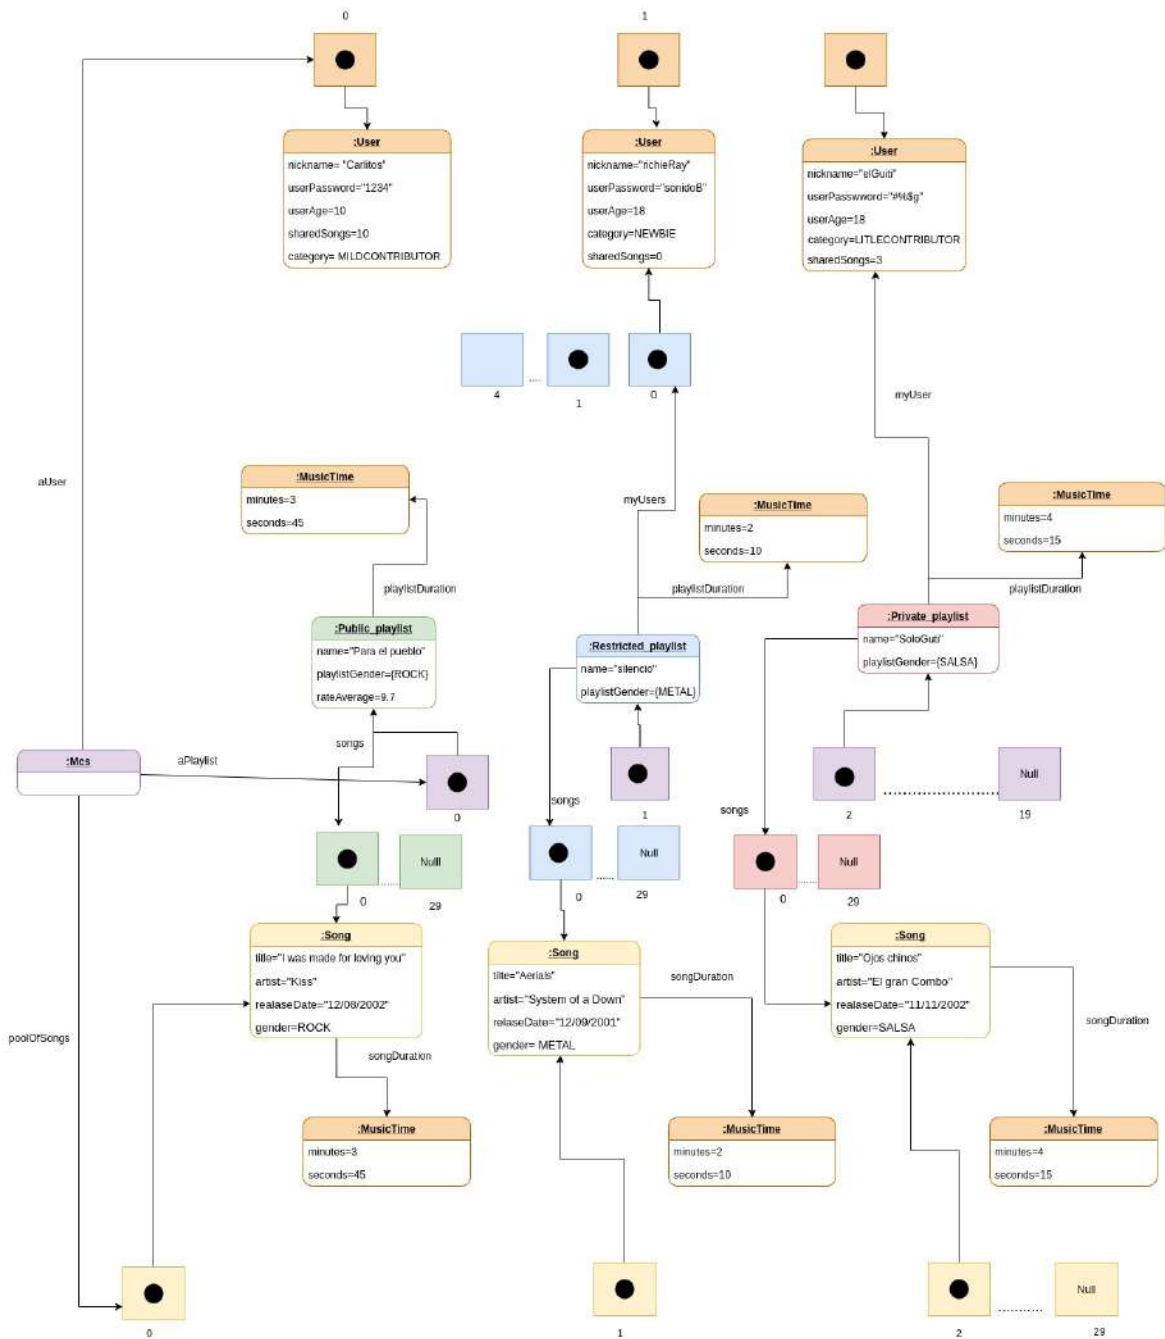 0
1
:User
nickname= "Carlitos"
userPassword="1234"
userAge=10
sharedSongs=10
category= MILDCONTRIBUTOR
:User
nickname="richieRay"
userPassword="sonidoB"
userAge=18
category=NEWBIE
sharedSongs=0
:User
nickname="elGuiti"
userPasswword="#%$g"
userAge=18
category=LITLECONTRIBUTOR
sharedSongs=3
4
....
1
0
myUser
aUser
:MusicTime
minutes=3
seconds=45
myUsers
:MusicTime
minutes=2
seconds=10
:MusicTime
minutes=4
seconds=15
playlistDuration
playlistDuration
playlistDuration
:Public_playlist
name="Para el pueblo"
playlistGender={ROCK}
rateAverage=9.7
:Restricted_playlist
name="silencio"
playlistGender={METAL}
:Private_playlist
name="SoloGuti"
playlistGender={SALSA}
songs
:Mcs
aPlaylist
0
songs
1
songs
2
Null
19
Nulll
0
29
Null
0
29
Null
0
29
:Song
title="I was made for loving you"
artist="Kiss"
realaseDate="12/08/2002"
gender=ROCK
:Song
tilte="Aerials"
artist="System of a Down"
relaseDate="12/09/2001"
gender= METAL
:Song
title="Ojos chinos"
artist="El gran Combo"
realaseDate="11/11/2002"
gender=SALSA
songDuration
songDuration
songDuration
poolOfSongs
:MusicTime
minutes=3
seconds=45
:MusicTime
minutes=2
seconds=10
:MusicTime
minutes=4
seconds=15
0
1
2
Null
29